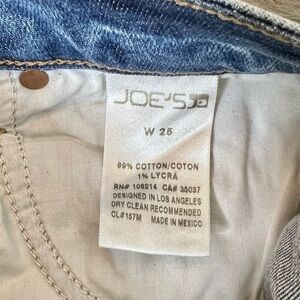 JOE'S
W 25
99% COTTON/COTON
1% LYCRA
RN# 106214 CA# 35037
DESIGNED IN LOS ANGELES
DRY CLEAN RECOMMENDED
CL#157M MADE IN MEXICO